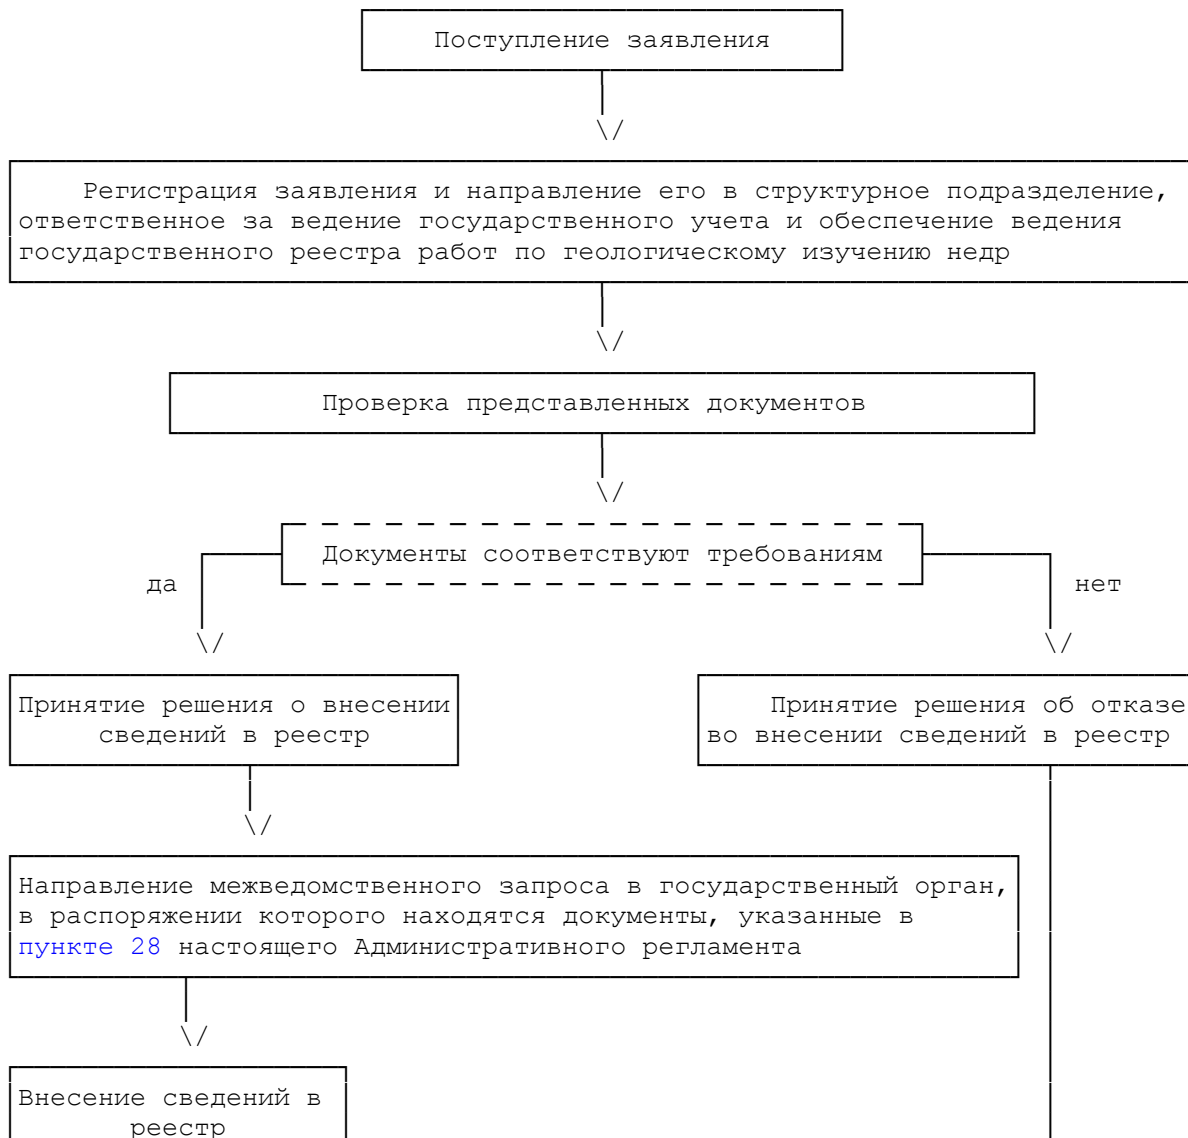 Поступление заявления
\/
Регистрация заявления и направление его в структурное подразделение,
ответственное за ведение государственного учета и обеспечение ведения
государственного реестра работ по геологическому изучению недр
\/
Проверка представленных документов
\/
Документы соответствуют требованиям
да
нет
\/
\/
Принятие решения о внесении
сведений в реестр
Принятие решения об отказе
во внесении сведений в реестр
\/
Направление межведомственного запроса в государственный орган,
в распоряжении которого находятся документы, указанные в
пункте 28 настоящего Административного регламента
\/
Внесение сведений в
реестр